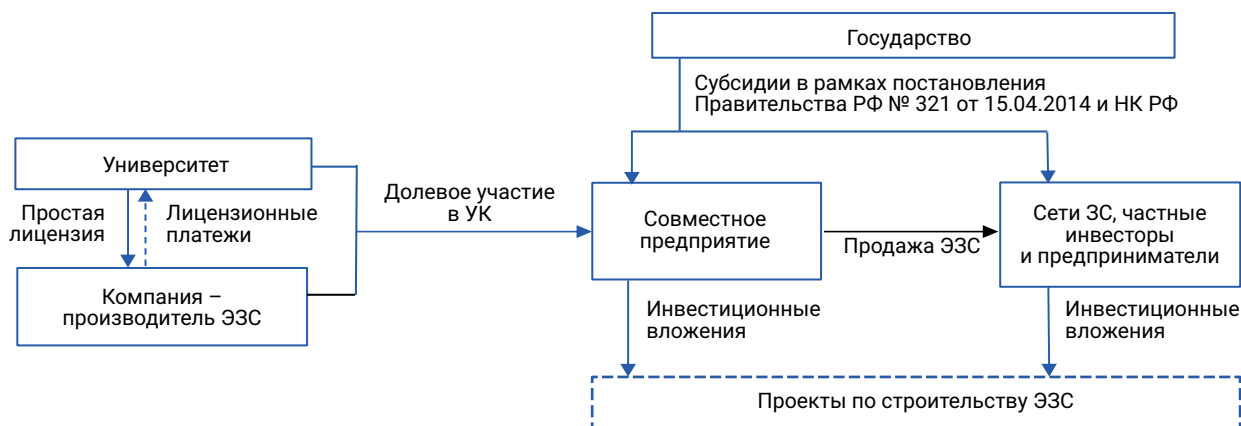 Государство
Субсидии в рамках постановления
Правительства РФ № 321 от 15.04.2014 и НК РФ
Университет
Простая
лицензия
Лицензионные
платежи
Компания –
производитель ЭЗС
Долевое участие
в УК
Совместное
предприятие
Продажа ЭЗС
Сети ЗС, частные
инвесторы
и предприниматели
Инвестиционные
вложения
Инвестиционные
вложения
Проекты по строительству ЭЗС